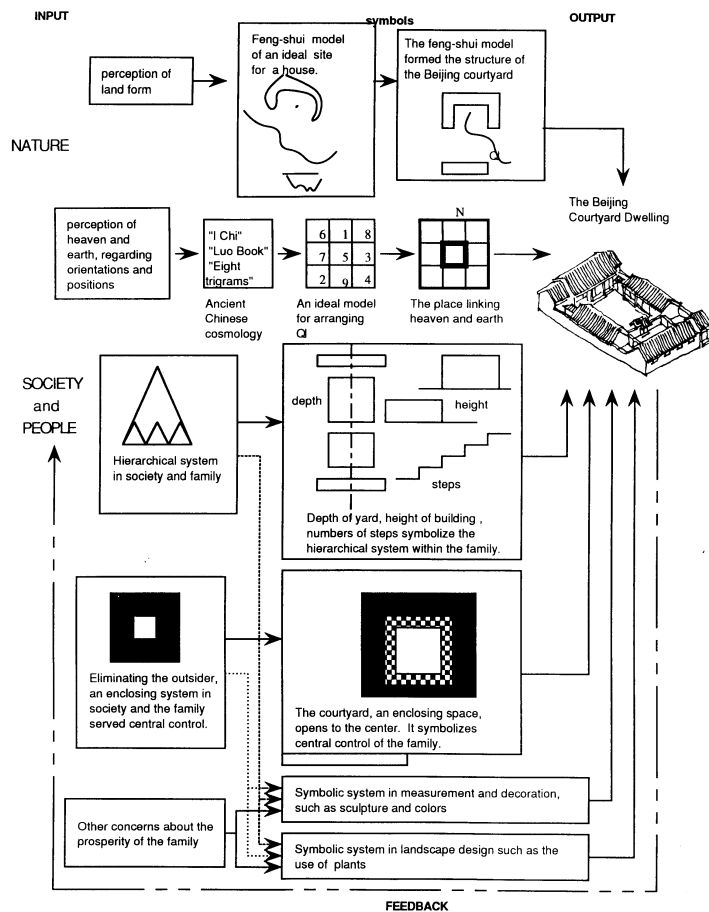 INPUT
symbols
OUTPUT
NATURE
perception of
land form
Feng-shui model
of an ideal site
for a house.
The feng-shui model
formed the structure of
the Beijing courtyard
QI
The Beijing
Courtyard Dwelling
perception of
heaven and
earth, regarding
orientations and
positions
"I Chi"
"Luo Book"
"Eight
trigrams"
Ancient
Chinese
cosmology
6 1 8
7 5 3
2 9 4
An ideal model
for arranging
QI
N
The place linking
heaven and earth
SOCIETY
and
PEOPLE
Hierarchical system
in society and family
depth
height
steps
Depth of yard, height of building ,
numbers of steps symbolize the
hierarchical system within the family.
Eliminating the outsider,
an enclosing system in
society and the family
served central control.
The courtyard, an enclosing space,
opens to the center. It symbolizes
central control of the family.
Other concerns about the
prosperity of the family
Symbolic system in measurement and decoration,
such as sculpture and colors
Symbolic system in landscape design such as the
use of plants
FEEDBACK